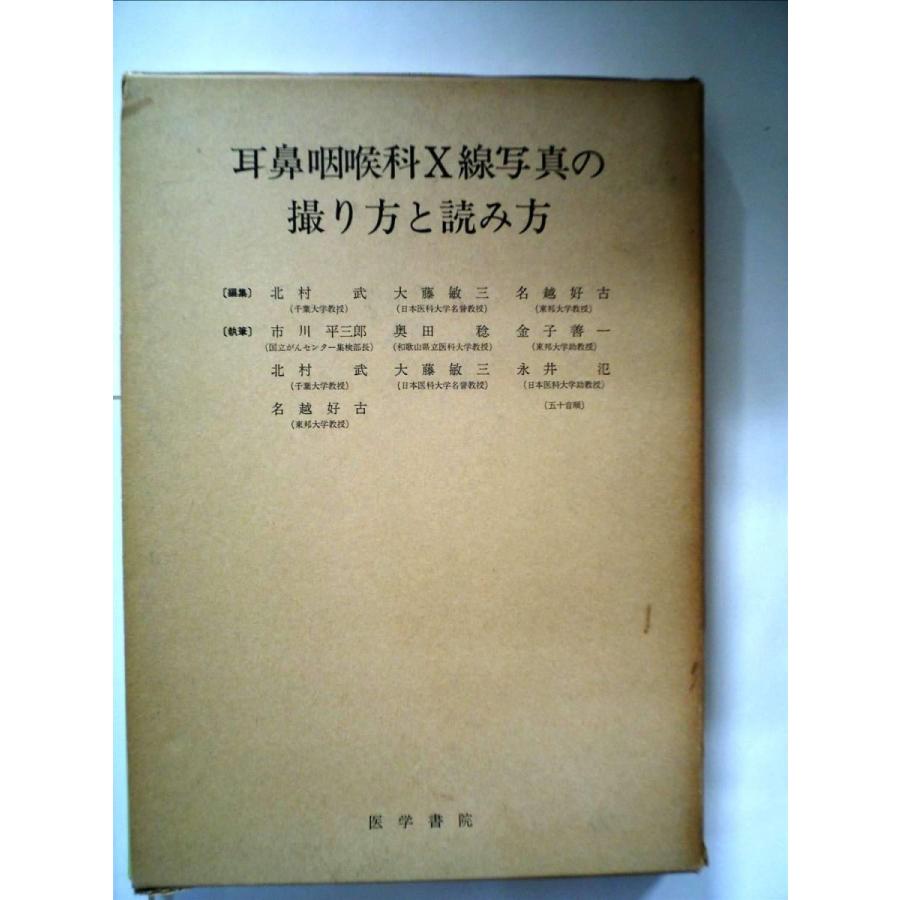 耳鼻咽喉科X線写真の
撮り方と読み方
〔編集〕 北村 武 大藤敏三 名越好古
(千葉大学教授) (日本医科大学名誉教授) (東邦大学教授)
〔執筆〕 市川平三郎 奥田 稔 金子善一
(国立がんセンター集検部長) (和歌山県立医科大学教授) (東邦大学助教授)
北村 武 大藤敏三 永井 氾
(千葉大学教授) (日本医科大学名誉教授) (日本医科大学助教授)
名越好古 (五十音順)
(東邦大学教授)
医学書院